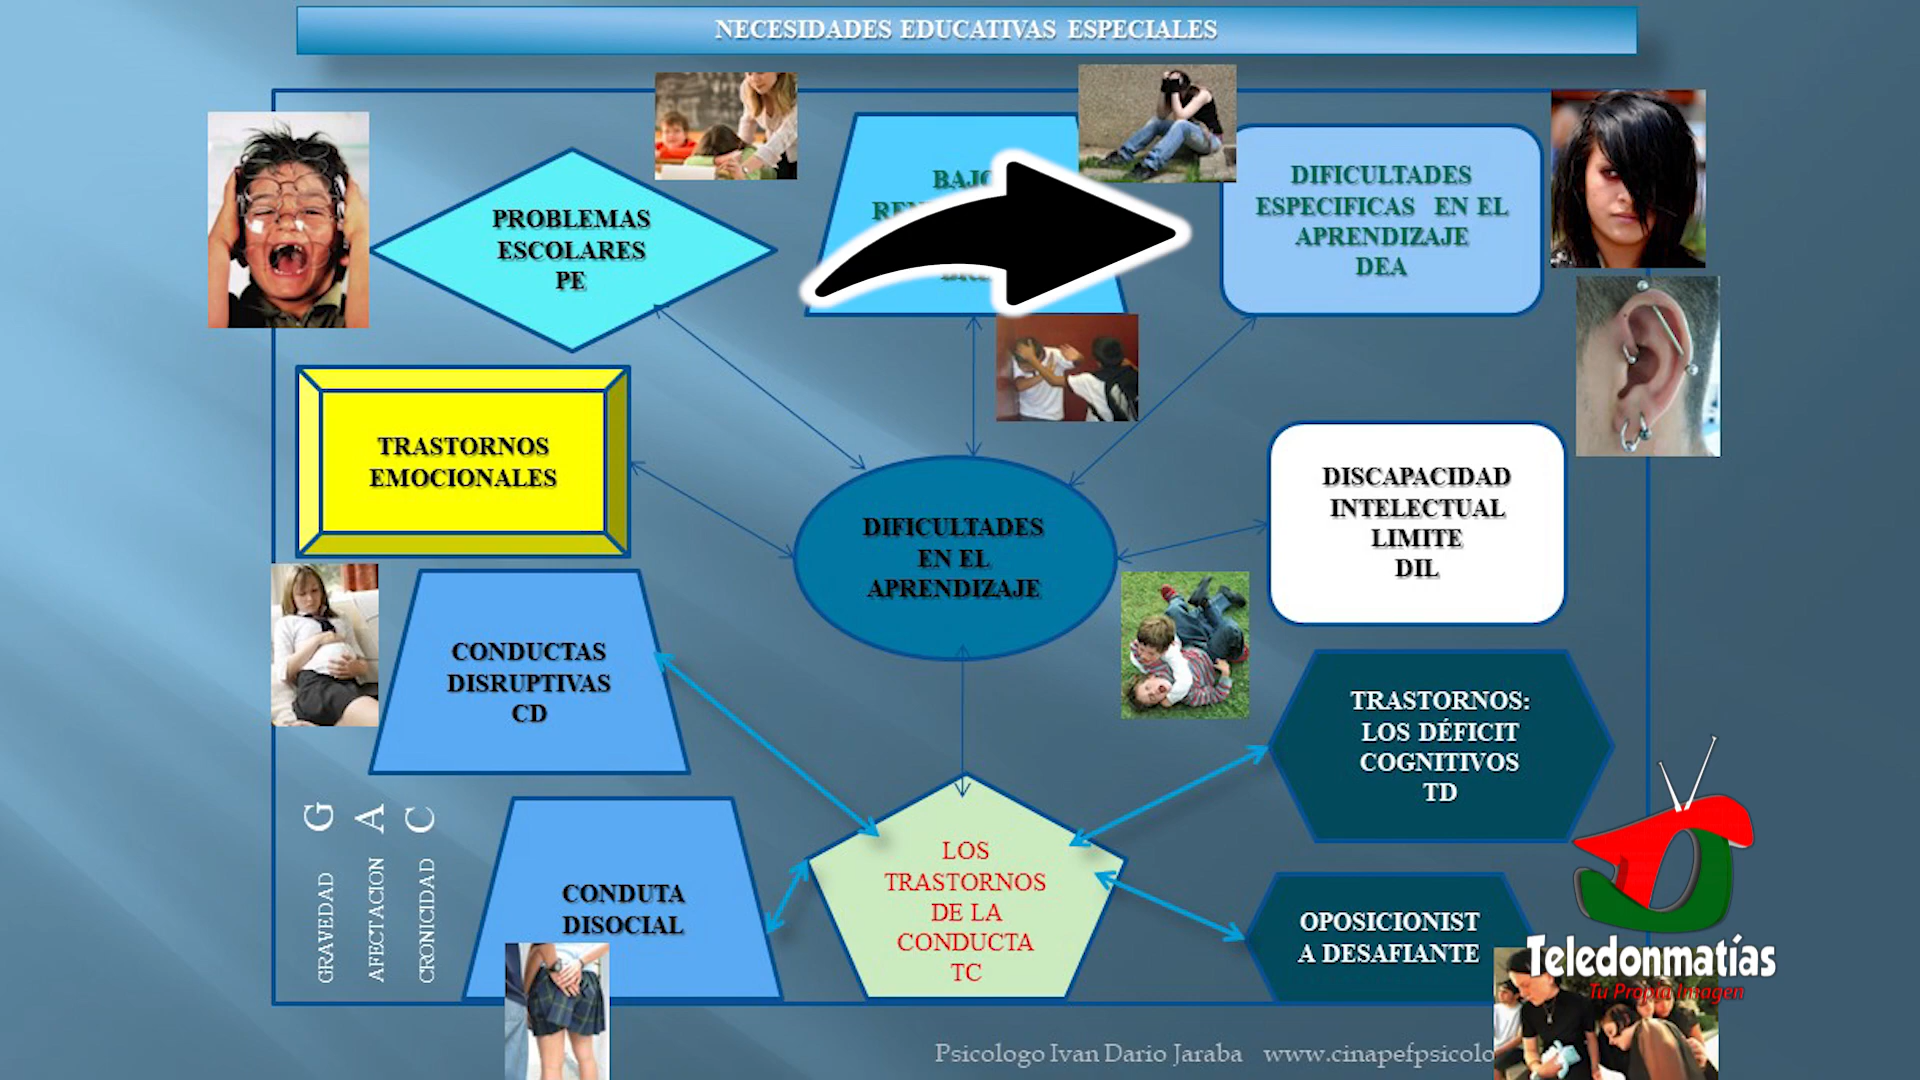 NECESIDADES EDUCATIVAS ESPECIALES
PROBLEMAS
ESCOLARES
PE
DIFICULTADES
ESPECIFICAS EN EL
APRENDIZAJE
DEA
TRASTORNOS
EMOCIONALES
DIFICULTADES
EN EL
APRENDIZAJE
DISCAPACIDAD
INTELECTUAL
LIMITE
DIL
CONDUCTAS
DISRUPTIVAS
CD
TRASTORNOS:
LOS DÉFICIT
COGNITIVOS
TD
GRAVEDAD G
AFECTACION A
CRONICIDAD C
CONDUTA
DISOCIAL
LOS
TRASTORNOS
DE LA
CONDUCTA
TC
OPOSICIONIST
A DESAFIANTE
Teledonmatías
Tu Propia Imagen
Psicologo Ivan Dario Jaraba www.cinapefpsicolo